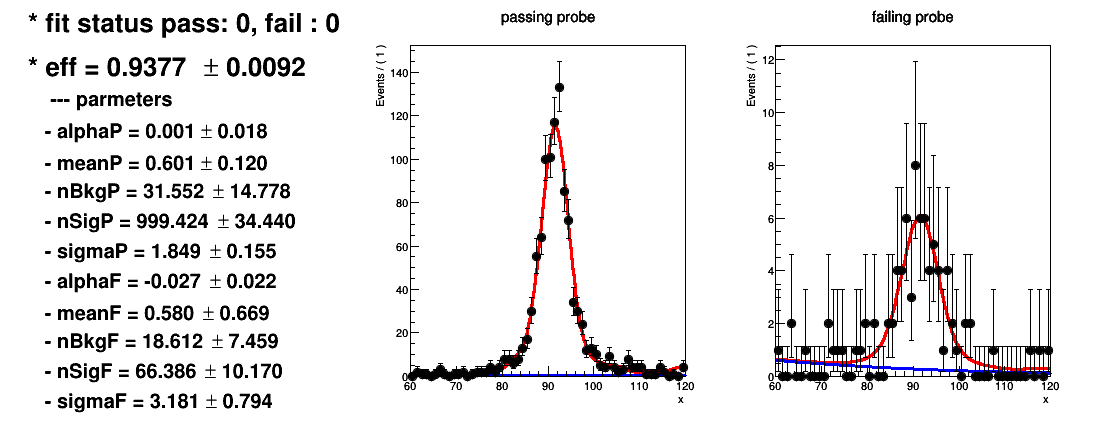 * fit status pass: 0, fail : 0
* eff = 0.9377 ± 0.0092
--- parmeters
- alphaP = 0.001 ± 0.018
- meanP = 0.601 ± 0.120
- nBkgP = 31.552 ± 14.778
- nSigP = 999.424 ± 34.440
- sigmaP = 1.849 ± 0.155
- alphaF = -0.027 ± 0.022
- meanF = 0.580 ± 0.669
- nBkgF = 18.612 ± 7.459
- nSigF = 66.386 ± 10.170
- sigmaF = 3.181 ± 0.794
passing probe
Events / ( 1 )
140
120
100
80
60
40
20
0
60 70 80 90 100 110 120
x
failing probe
Events / ( 1 )
12
10
8
6
4
2
0
60 70 80 90 100 110 120
x